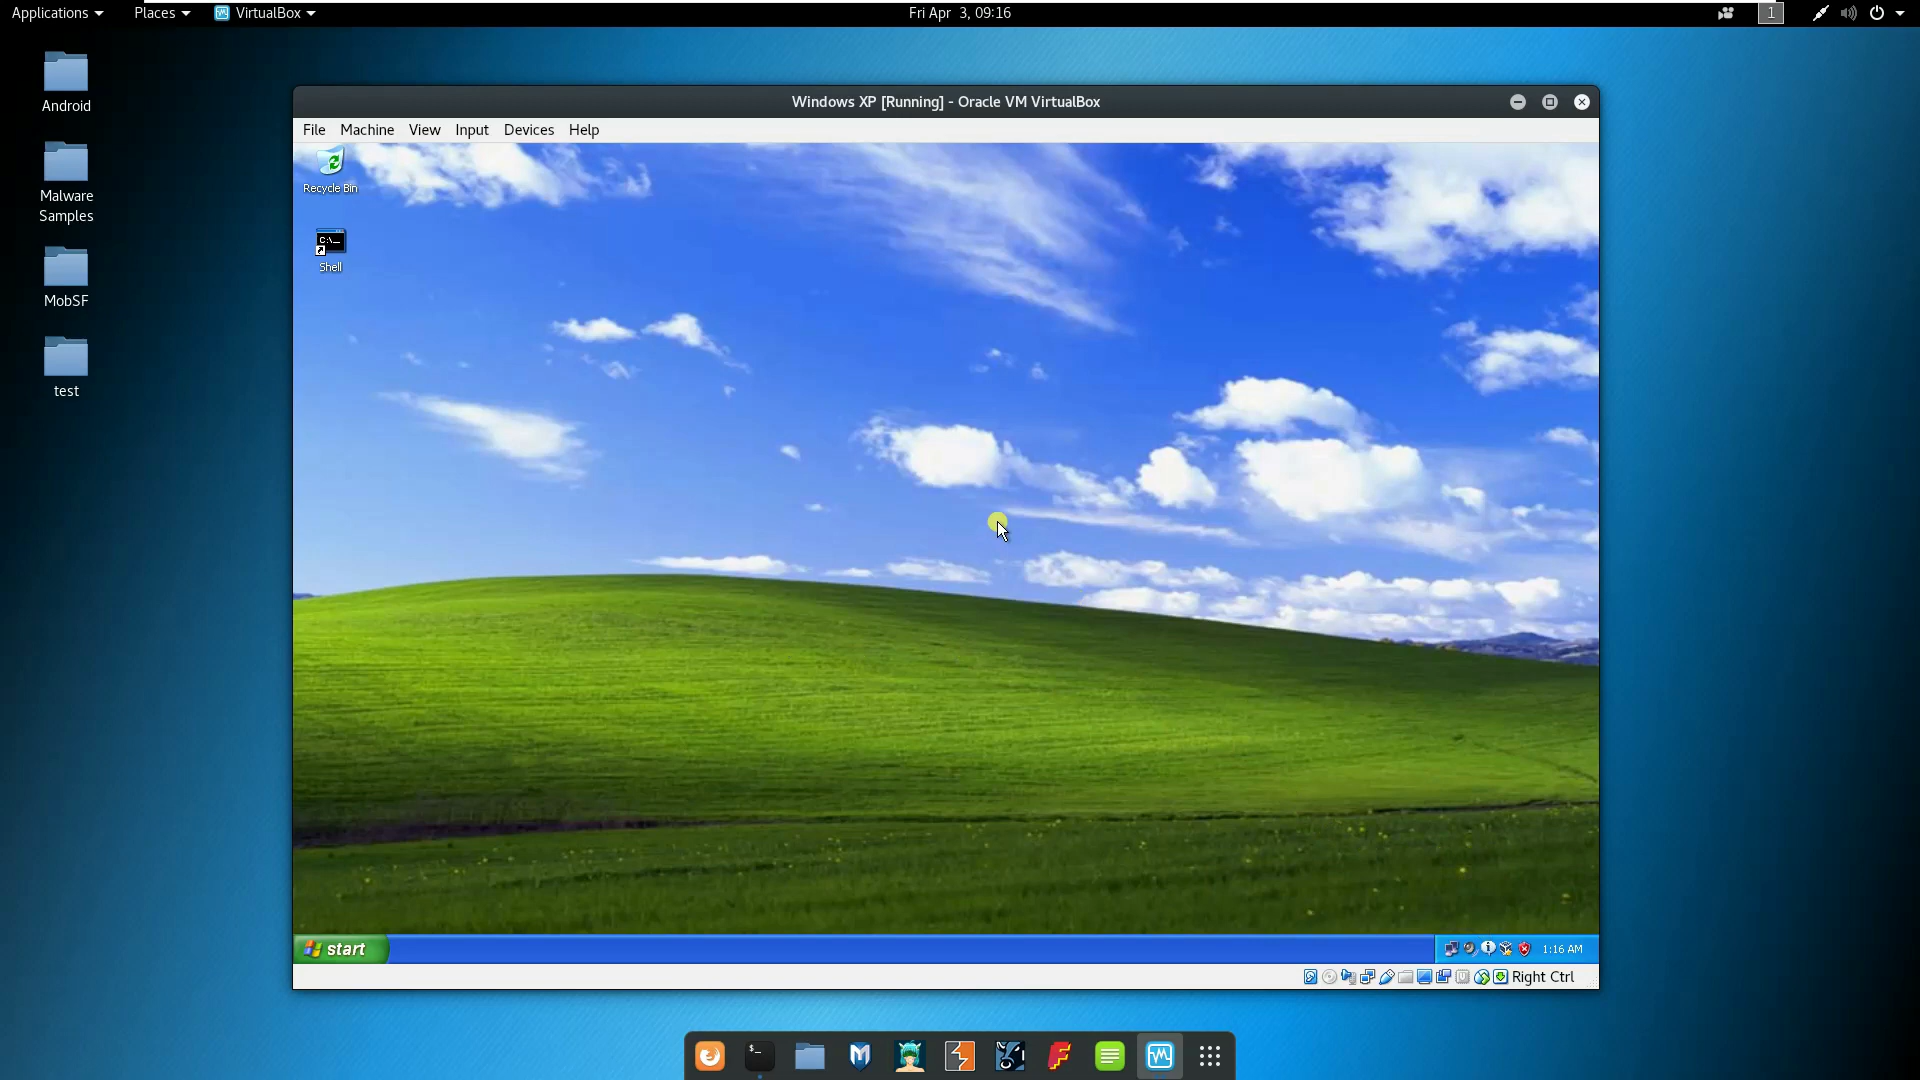 Applications
Places
VirtualBox
Fri Apr 3, 09:16
1
Android
Malware
Samples
MobSF
test
Windows XP [Running] - Oracle VM VirtualBox
File
Machine
View
Input
Devices
Help
Recycle Bin
C:\_
Shell
start
1:16 AM
Right Ctrl
$_